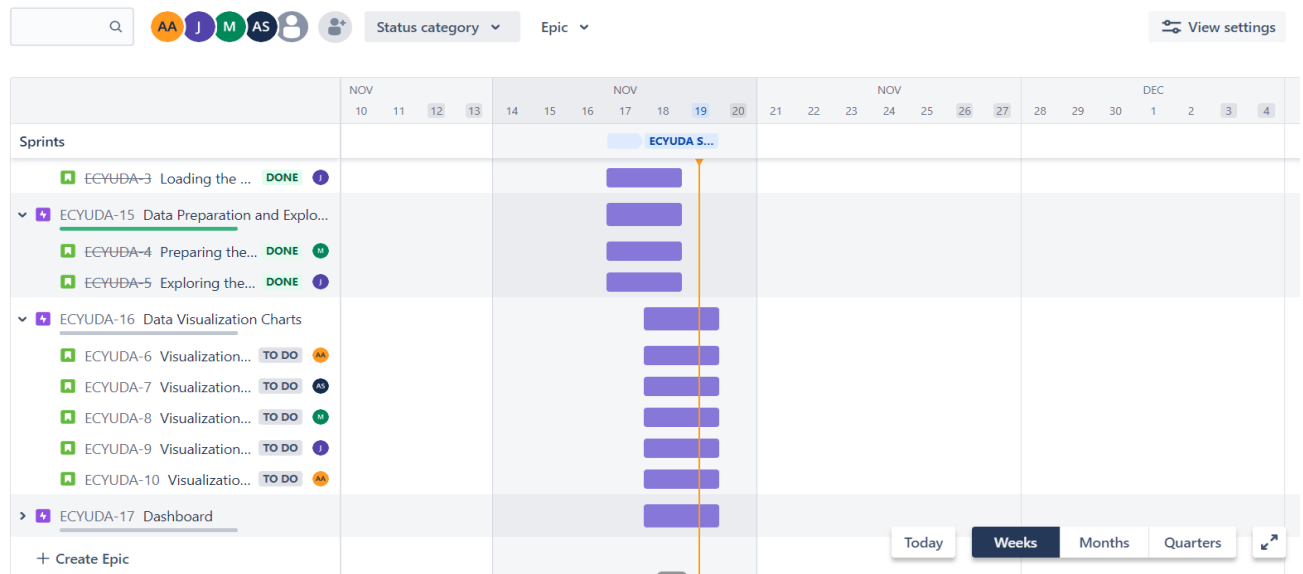 AA J M AS Status category Epic View settings
NOV NOV NOV DEC
10 11 12 13 14 15 16 17 18 19 20 21 22 23 24 25 26 27 28 29 30 1 2 3 4
Sprints ECYUDA S...
ECYUDA-3 Loading the ... DONE J
ECYUDA-15 Data Preparation and Explo...
ECYUDA-4 Preparing the... DONE M
ECYUDA-5 Exploring the... DONE J
ECYUDA-16 Data Visualization Charts
ECYUDA-6 Visualization... TO DO AA
ECYUDA-7 Visualization... TO DO AS
ECYUDA-8 Visualization... TO DO M
ECYUDA-9 Visualization... TO DO J
ECYUDA-10 Visualizatio... TO DO AA
ECYUDA-17 Dashboard
Today Weeks Months Quarters
+ Create Epic